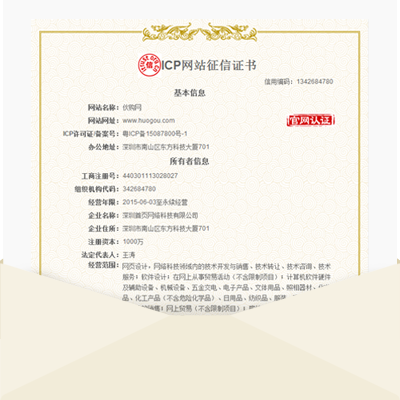 ICP网站征信证书
信用编码:1342684780
基本信息
网站名称: 伙购网
网站网址: www.huogou.com
官网认证
ICP许可证/备案号: 粤ICP备15087800号-1
办公地址: 深圳市南山区东方科技大厦701
所有者信息
工商注册号: 440301113028027
组织机构代码: 342684780
经营年限: 2015-06-03至永续经营
企业名称: 深圳首页网络科技有限公司
企业住所: 深圳市南山区东方科技大厦701
注册资本: 1000万
法定代表人: 王涛
经营范围: 网页设计,网络科技领域内的技术开发与销售、技术转让、技术咨询、技术
服务;软件设计;在网上从事贸易活动(不含限制项目);计算机软硬件
及辅助设备、机械设备、五金交电、电子产品、文体用品、照相器材、
品、化工产品(不含危险化学品)、日用品、纺织品、
销售;网上贸易(不含限制项目);